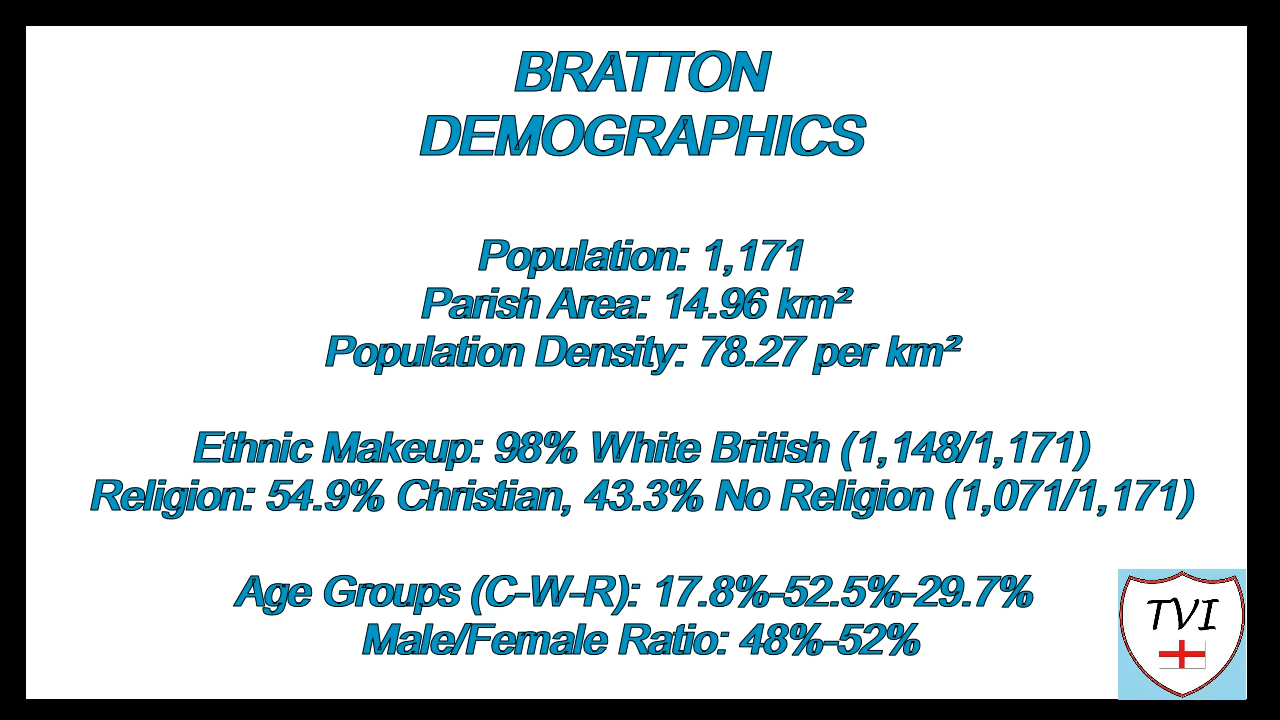 BRATTON
DEMOGRAPHICS
Population: 1,171
Parish Area: 14.96 km²
Population Density: 78.27 per km²
Ethnic Makeup: 98% White British (1,148/1,171)
Religion: 54.9% Christian, 43.3% No Religion (1,071/1,171)
Age Groups (C-W-R): 17.8%-52.5%-29.7%
Male/Female Ratio: 48%-52%
TVI